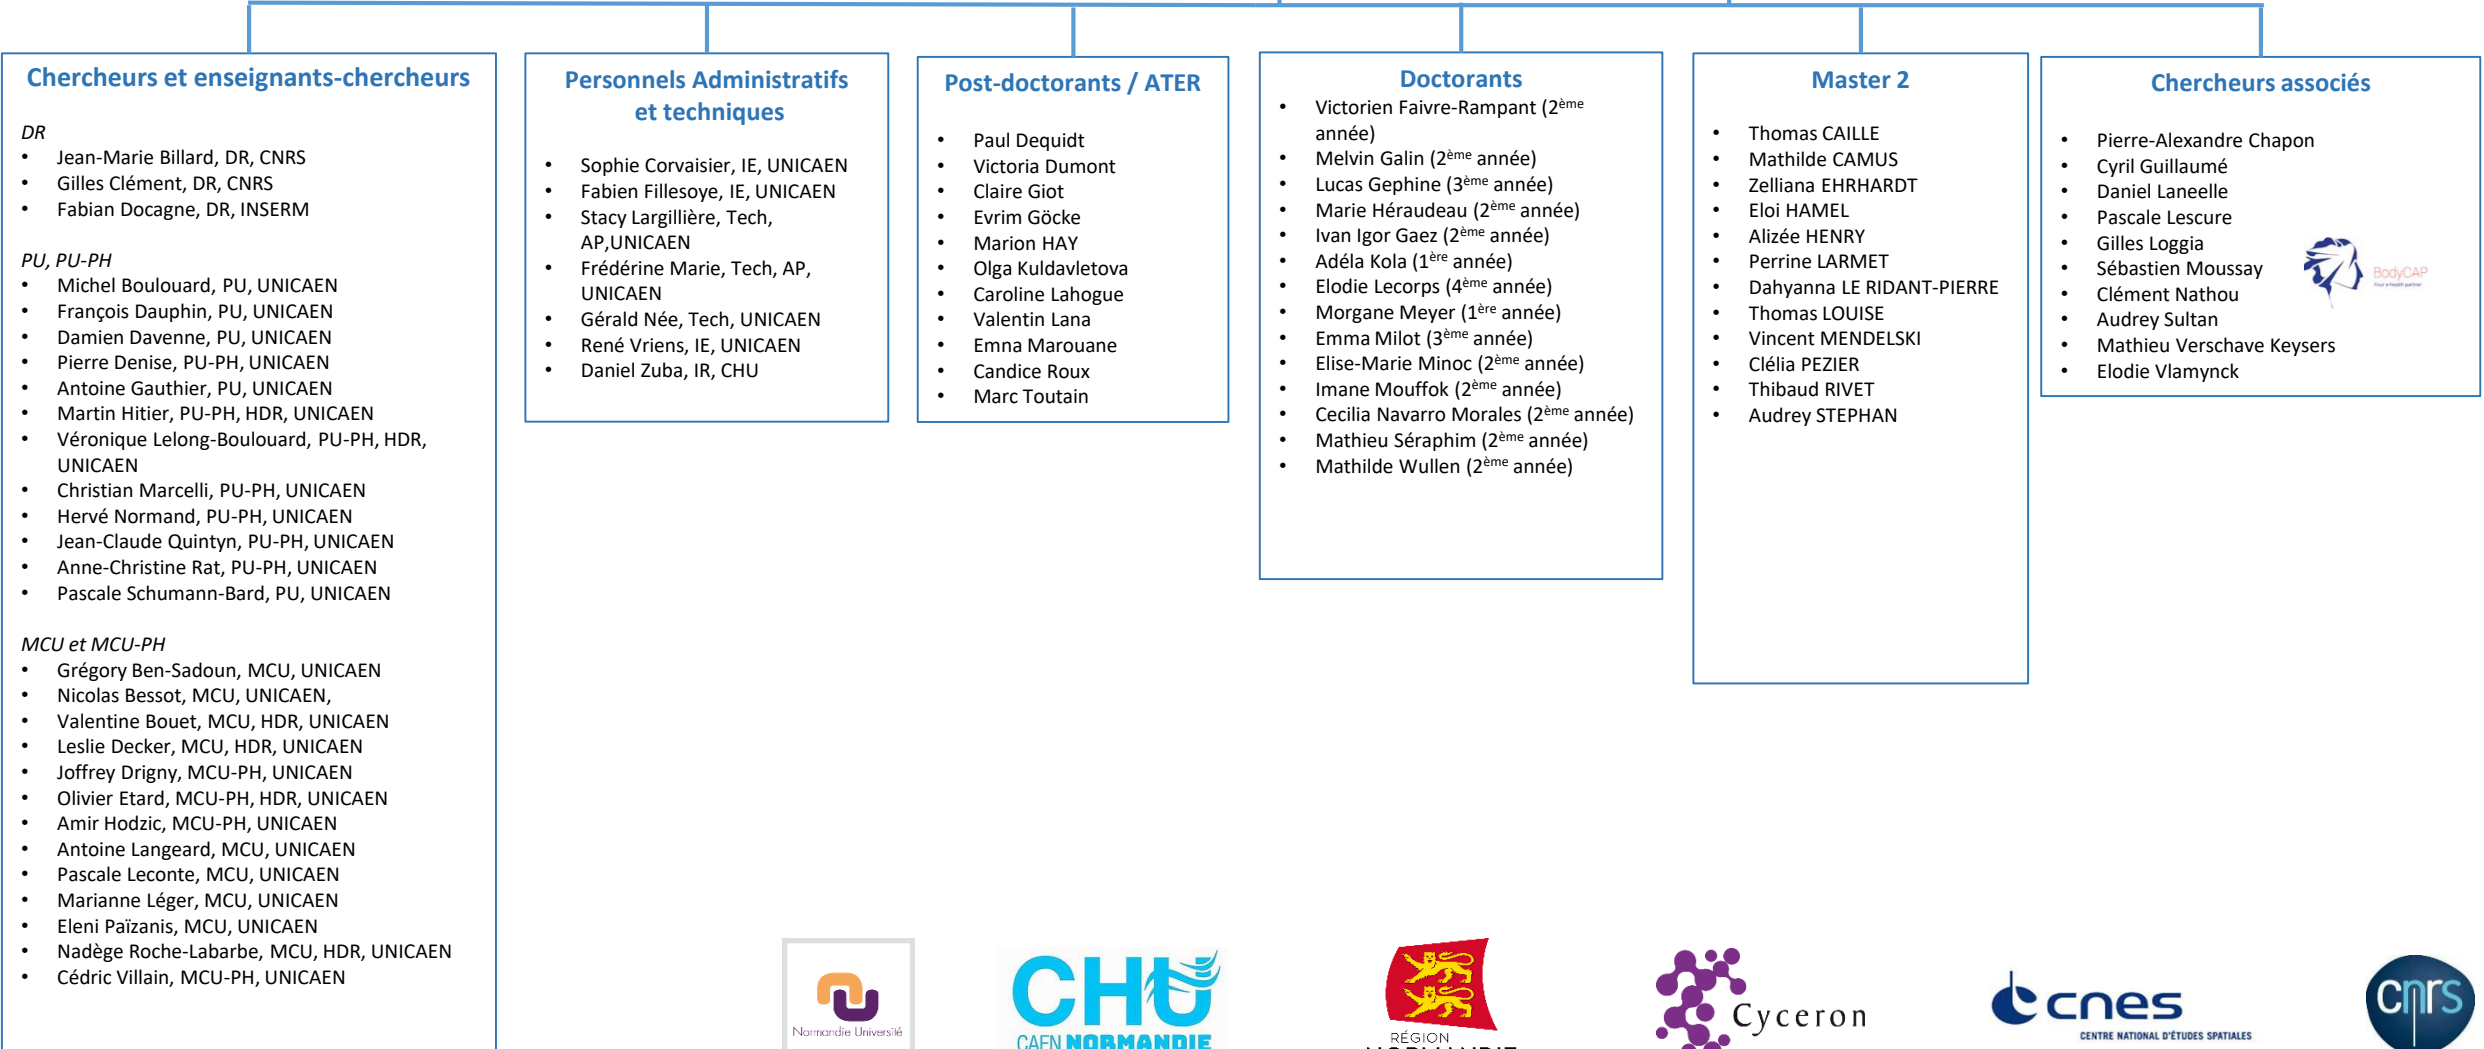 Chercheurs et enseignants-chercheurs
DR
• Jean-Marie Billard, DR, CNRS
• Gilles Clément, DR, CNRS
• Fabian Docagne, DR, INSERM
PU, PU-PH
• Michel Boulouard, PU, UNICAEN
• François Dauphin, PU, UNICAEN
• Damien Davenne, PU, UNICAEN
• Pierre Denise, PU-PH, UNICAEN
• Antoine Gauthier, PU, UNICAEN
• Martin Hitier, PU-PH, HDR, UNICAEN
• Véronique Lelong-Boulouard, PU-PH, HDR,
UNICAEN
• Christian Marcelli, PU-PH, UNICAEN
• Hervé Normand, PU-PH, UNICAEN
• Jean-Claude Quintyn, PU-PH, UNICAEN
• Anne-Christine Rat, PU-PH, UNICAEN
• Pascale Schumann-Bard, PU, UNICAEN
MCU et MCU-PH
• Grégory Ben-Sadoun, MCU, UNICAEN
• Nicolas Bessot, MCU, UNICAEN,
• Valentine Bouet, MCU, HDR, UNICAEN
• Leslie Decker, MCU, HDR, UNICAEN
• Joffrey Drigny, MCU-PH, UNICAEN
• Olivier Etard, MCU-PH, HDR, UNICAEN
• Amir Hodzic, MCU-PH, UNICAEN
• Antoine Langeard, MCU, UNICAEN
• Pascale Leconte, MCU, UNICAEN
• Marianne Léger, MCU, UNICAEN
• Eleni Païzanis, MCU, UNICAEN
• Nadège Roche-Labarbe, MCU, HDR, UNICAEN
• Cédric Villain, MCU-PH, UNICAEN
Personnels Administratifs
et techniques
• Sophie Corvaisier, IE, UNICAEN
• Fabien Fillesoye, IE, UNICAEN
• Stacy Largillière, Tech,
AP,UNICAEN
• Frédérine Marie, Tech, AP,
UNICAEN
• Gérald Née, Tech, UNICAEN
• René Vriens, IE, UNICAEN
• Daniel Zuba, IR, CHU
Post-doctorants / ATER
• Paul Dequidt
• Victoria Dumont
• Claire Giot
• Evrim Göcke
• Marion HAY
• Olga Kuldavletova
• Caroline Lahogue
• Valentin Lana
• Emna Marouane
• Candice Roux
• Marc Toutain
Doctorants
• Victorien Faivre-Rampant (2ème
année)
• Melvin Galin (2ème année)
• Lucas Gephine (3ème année)
• Marie Héraudeau (2ème année)
• Ivan Igor Gaez (2ème année)
• Adéla Kola (1ère année)
• Elodie Lecorps (4ème année)
• Morgane Meyer (1ère année)
• Emma Milot (3ème année)
• Elise-Marie Minoc (2ème année)
• Imane Mouffok (2ème année)
• Cecilia Navarro Morales (2ème année)
• Mathieu Séraphim (2ème année)
• Mathilde Wullen (2ème année)
Master 2
• Thomas CAILLE
• Mathilde CAMUS
• Zelliana EHRHARDT
• Eloi HAMEL
• Alizée HENRY
• Perrine LARMET
• Dahyanna LE RIDANT-PIERRE
• Thomas LOUISE
• Vincent MENDELSKI
• Clélia PEZIER
• Thibaud RIVET
• Audrey STEPHAN
Chercheurs associés
• Pierre-Alexandre Chapon
• Cyril Guillaumé
• Daniel Laneelle
• Pascale Lescure
• Gilles Loggia
• Sébastien Moussay
• Clément Nathou
• Audrey Sultan
• Mathieu Verschave Keysers
• Elodie Vlamynck
BodyCAP
Your e-health partner
Normandie Université
CHU
CAEN NORMANDIE
RÉGION
NORMANDIE
Cyceron
cnes
CENTRE NATIONAL D'ÉTUDES SPATIALES
cnrs